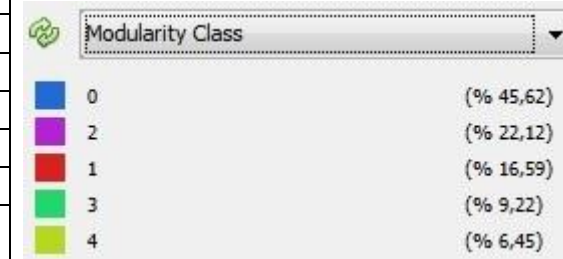 Modularity Class
0 (% 45,62)
2 (% 22,12)
1 (% 16,59)
3 (% 9,22)
4 (% 6,45)